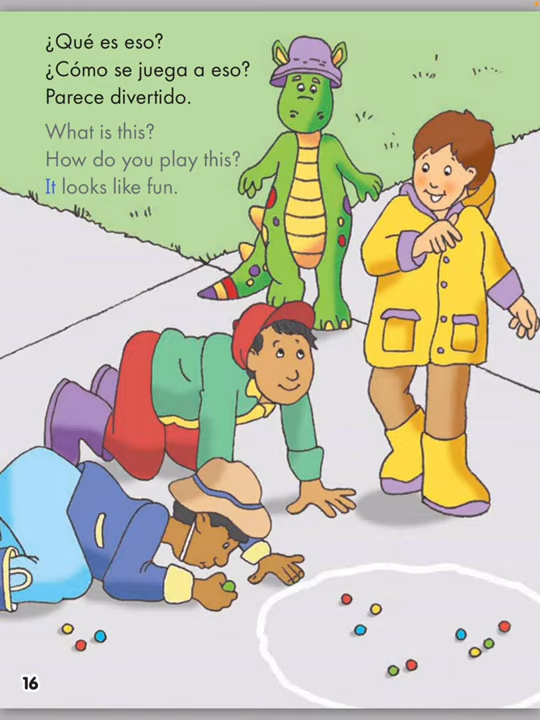 ¿Qué es eso?
¿Cómo se juega a eso?
Parece divertido.
What is this?
How do you play this?
It looks like fun.
16